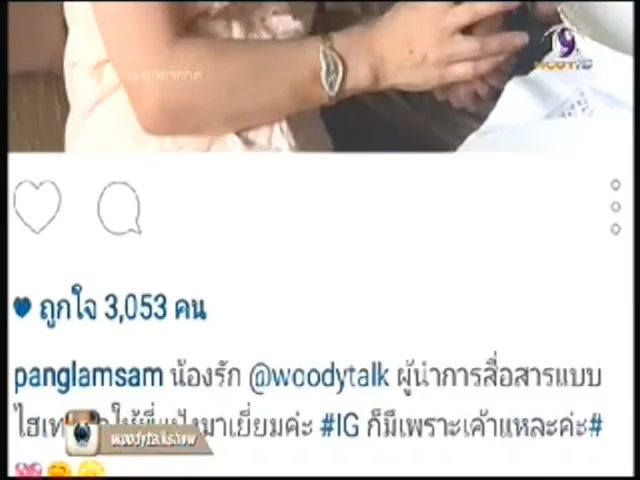 ถูกใจ 3,053 คน
panglamsam น้องรัก @woodytalk ผู้นำการสื่อสารแบบ
มาเยี่ยมค่ะ #IG ก็มีเพราะเค้าแหละค่ะ#
woodytalkshow